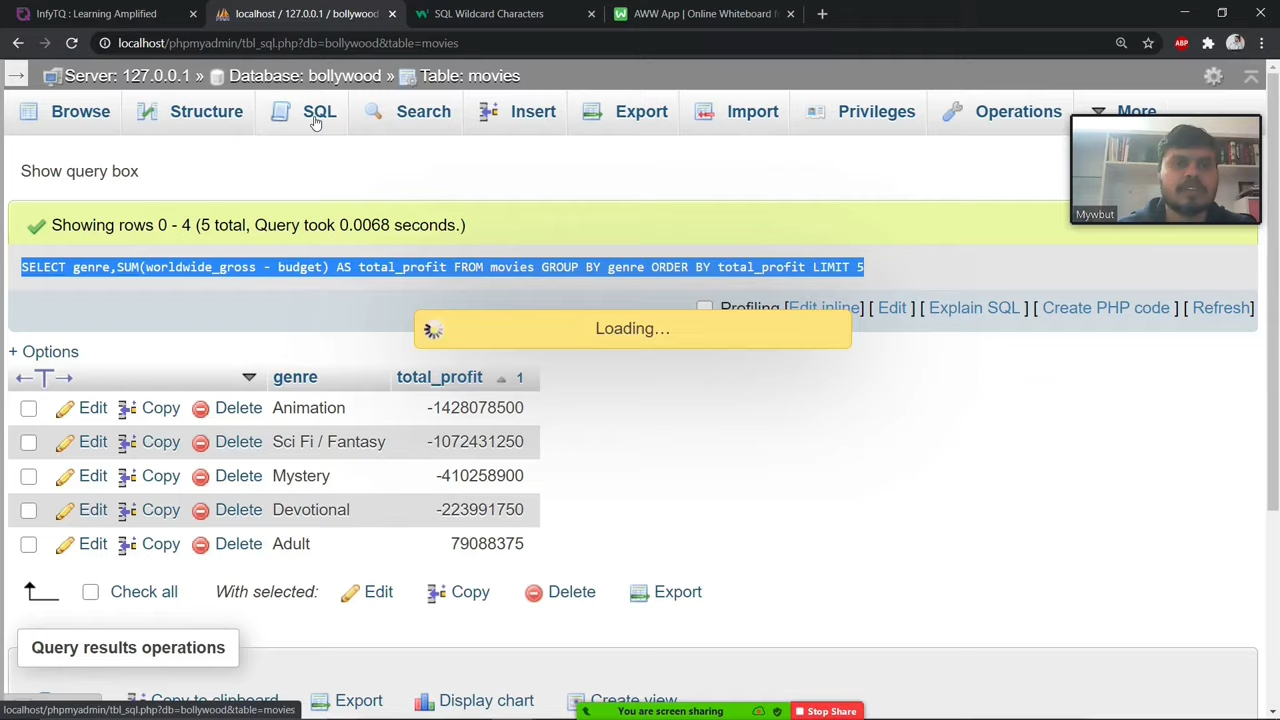 InfyTQ : Learning Amplified
localhost / 127.0.0.1 / bollywood
SQL Wildcard Characters
AWW App | Online Whiteboard for
localhost/phpmyadmin/tbl_sql.php?db=bollywood&table=movies
ABP
Server: 127.0.0.1 » Database: bollywood » Table: movies
Browse Structure SQL Search Insert Export Import Privileges Operations More
Show query box
Mywbut
Showing rows 0 - 4 (5 total, Query took 0.0068 seconds.)
SELECT genre,SUM(worldwide_gross - budget) AS total_profit FROM movies GROUP BY genre ORDER BY total_profit LIMIT 5
Profiling [Edit inline] [ Edit ] [ Explain SQL ] [ Create PHP code ] [ Refresh]
Loading…
+ Options
genre total_profit 1
Edit Copy Delete Animation -1428078500
Edit Copy Delete Sci Fi / Fantasy -1072431250
Edit Copy Delete Mystery -410258900
Edit Copy Delete Devotional -223991750
Edit Copy Delete Adult 79088375
Check all With selected: Edit Copy Delete Export
Query results operations
Copy to clipboard Export Display chart Create view
localhost/phpmyadmin/tbl_sql.php?db=bollywood&table=movies
You are screen sharing
Stop Share